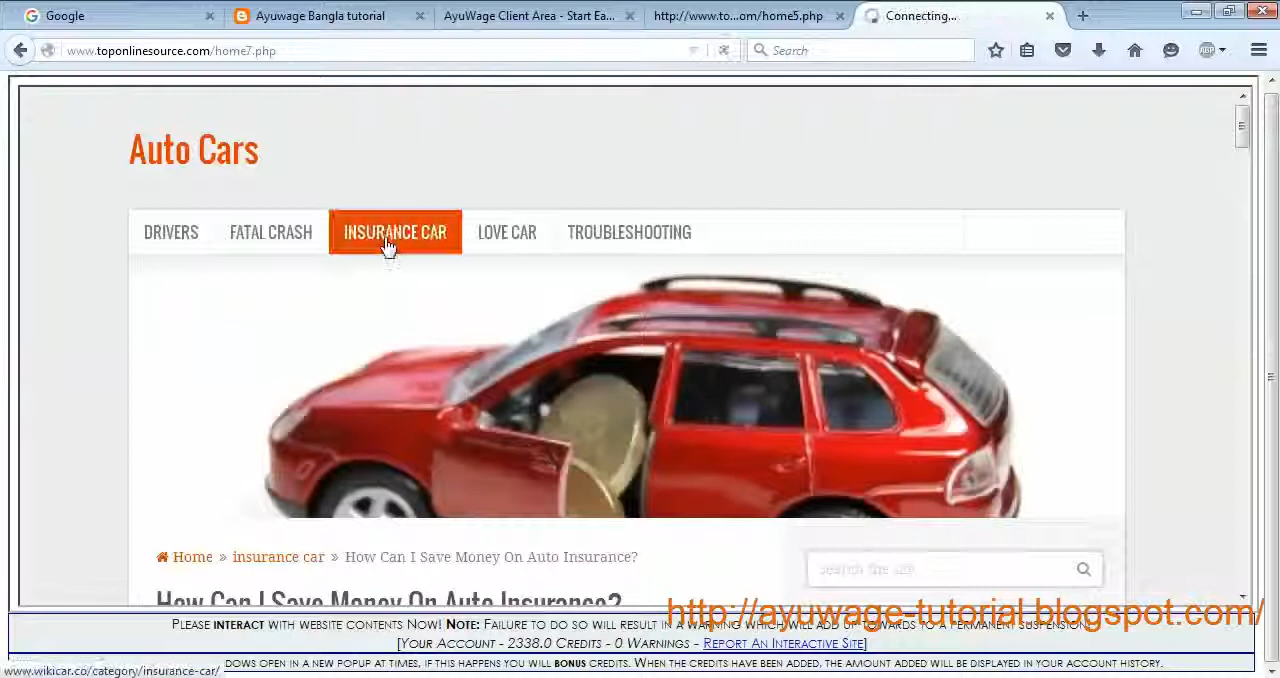 Google
Ayuwage Bangla tutorial
AyuWage Client Area - Start Ea...
http://www.to...om/home5.php
Connecting...
www.toponlinesource.com/home7.php
Search
ABP
Auto Cars
DRIVERS
FATAL CRASH
INSURANCE CAR
LOVE CAR
TROUBLESHOOTING
Home » insurance car » How Can I Save Money On Auto Insurance?
search the site
How Can I Save Money On Auto Insurance?
http://ayuwage-tutorial.blogspot.com/
PLEASE INTERACT WITH WEBSITE CONTENTS NOW! NOTE: FAILURE TO DO SO WILL RESULT IN A WARNING WHICH WILL ADD UP TOWARDS TO A PERMANENT SUSPENSION.
[YOUR ACCOUNT - 2338.0 CREDITS - 0 WARNINGS - REPORT AN INTERACTIVE SITE]
www.wikicar.co/category/insurance-car/
DOWS OPEN IN A NEW POPUP AT TIMES, IF THIS HAPPENS YOU WILL BONUS CREDITS. WHEN THE CREDITS HAVE BEEN ADDED, THE AMOUNT ADDED WILL BE DISPLAYED IN YOUR ACCOUNT HISTORY.